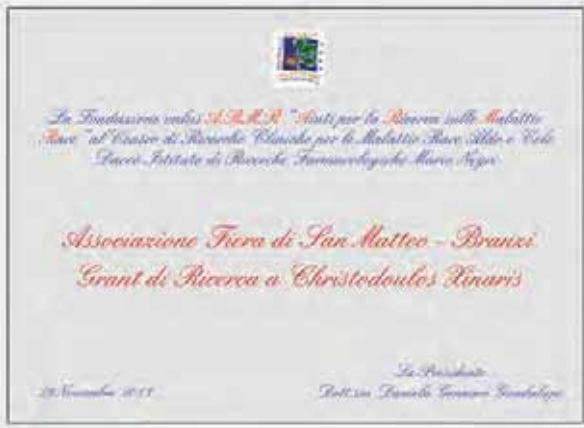 La Fondazione onlus A.R.M.R. "Aiuti per la Ricerca sulle Malattie
Rare" al Centro di Ricerche Cliniche per le Malattie Rare Aldo e Cele
Daccò Istituto di Ricerche Farmacologiche Mario Negri
Associazione Fiera di San Matteo - Branzi
Grant di Ricerca a Christodoulos Xinaris
La Presidente
Dott.ssa Daniela Gennaro Guadalupi
Novembre